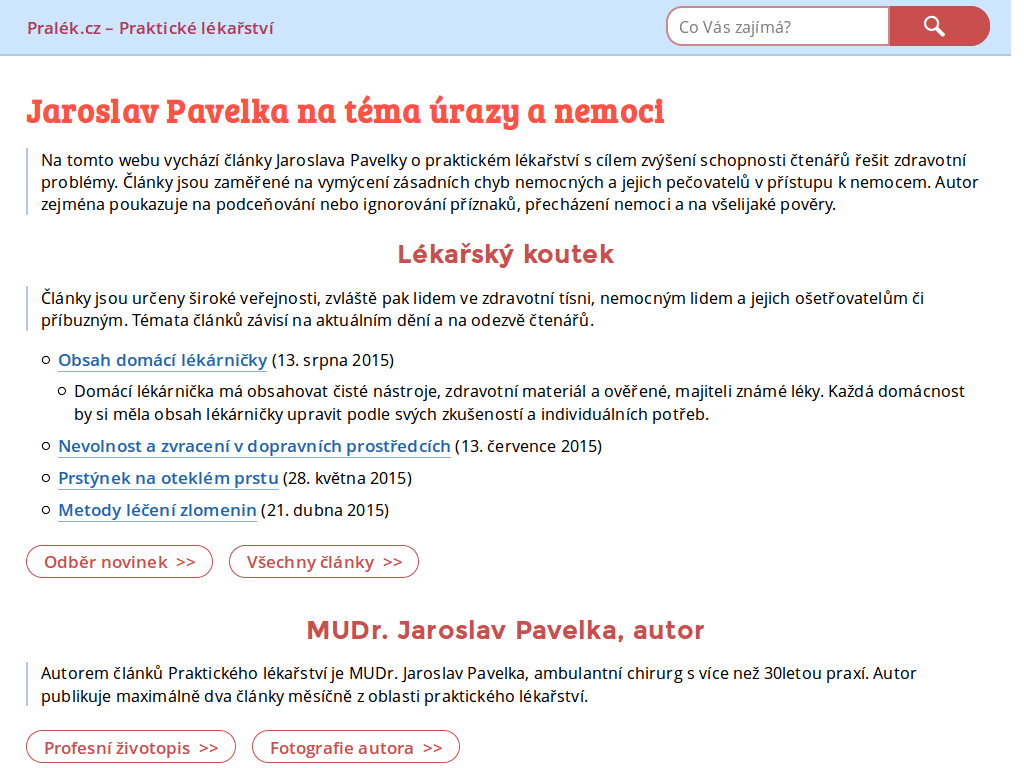 Pralék.cz – Praktické lékařství
Co Vás zajímá?
Jaroslav Pavelka na téma úrazy a nemoci
Na tomto webu vychází články Jaroslava Pavelky o praktickém lékařství s cílem zvýšení schopnosti čtenářů řešit zdravotní
problémy. Články jsou zaměřené na vymýcení zásadních chyb nemocných a jejich pečovatelů v přístupu k nemocem. Autor
zejména poukazuje na podceňování nebo ignorování příznaků, přecházení nemoci a na všelijaké pověry.
Lékařský koutek
Články jsou určeny široké veřejnosti, zvláště pak lidem ve zdravotní tísni, nemocným lidem a jejich ošetřovatelům či
příbuzným. Témata článků závisí na aktuálním dění a na odezvě čtenářů.
Obsah domácí lékárničky (13. srpna 2015)
Domácí lékárnička má obsahovat čisté nástroje, zdravotní materiál a ověřené, majiteli známé léky. Každá domácnost
by si měla obsah lékárničky upravit podle svých zkušeností a individuálních potřeb.
Nevolnost a zvracení v dopravních prostředcích (13. července 2015)
Prstýnek na oteklém prstu (28. května 2015)
Metody léčení zlomenin (21. dubna 2015)
Odběr novinek >>
Všechny články >>
MUDr. Jaroslav Pavelka, autor
Autorem článků Praktického lékařství je MUDr. Jaroslav Pavelka, ambulantní chirurg s více než 30letou praxí. Autor
publikuje maximálně dva články měsíčně z oblasti praktického lékařství.
Profesní životopis >>
Fotografie autora >>